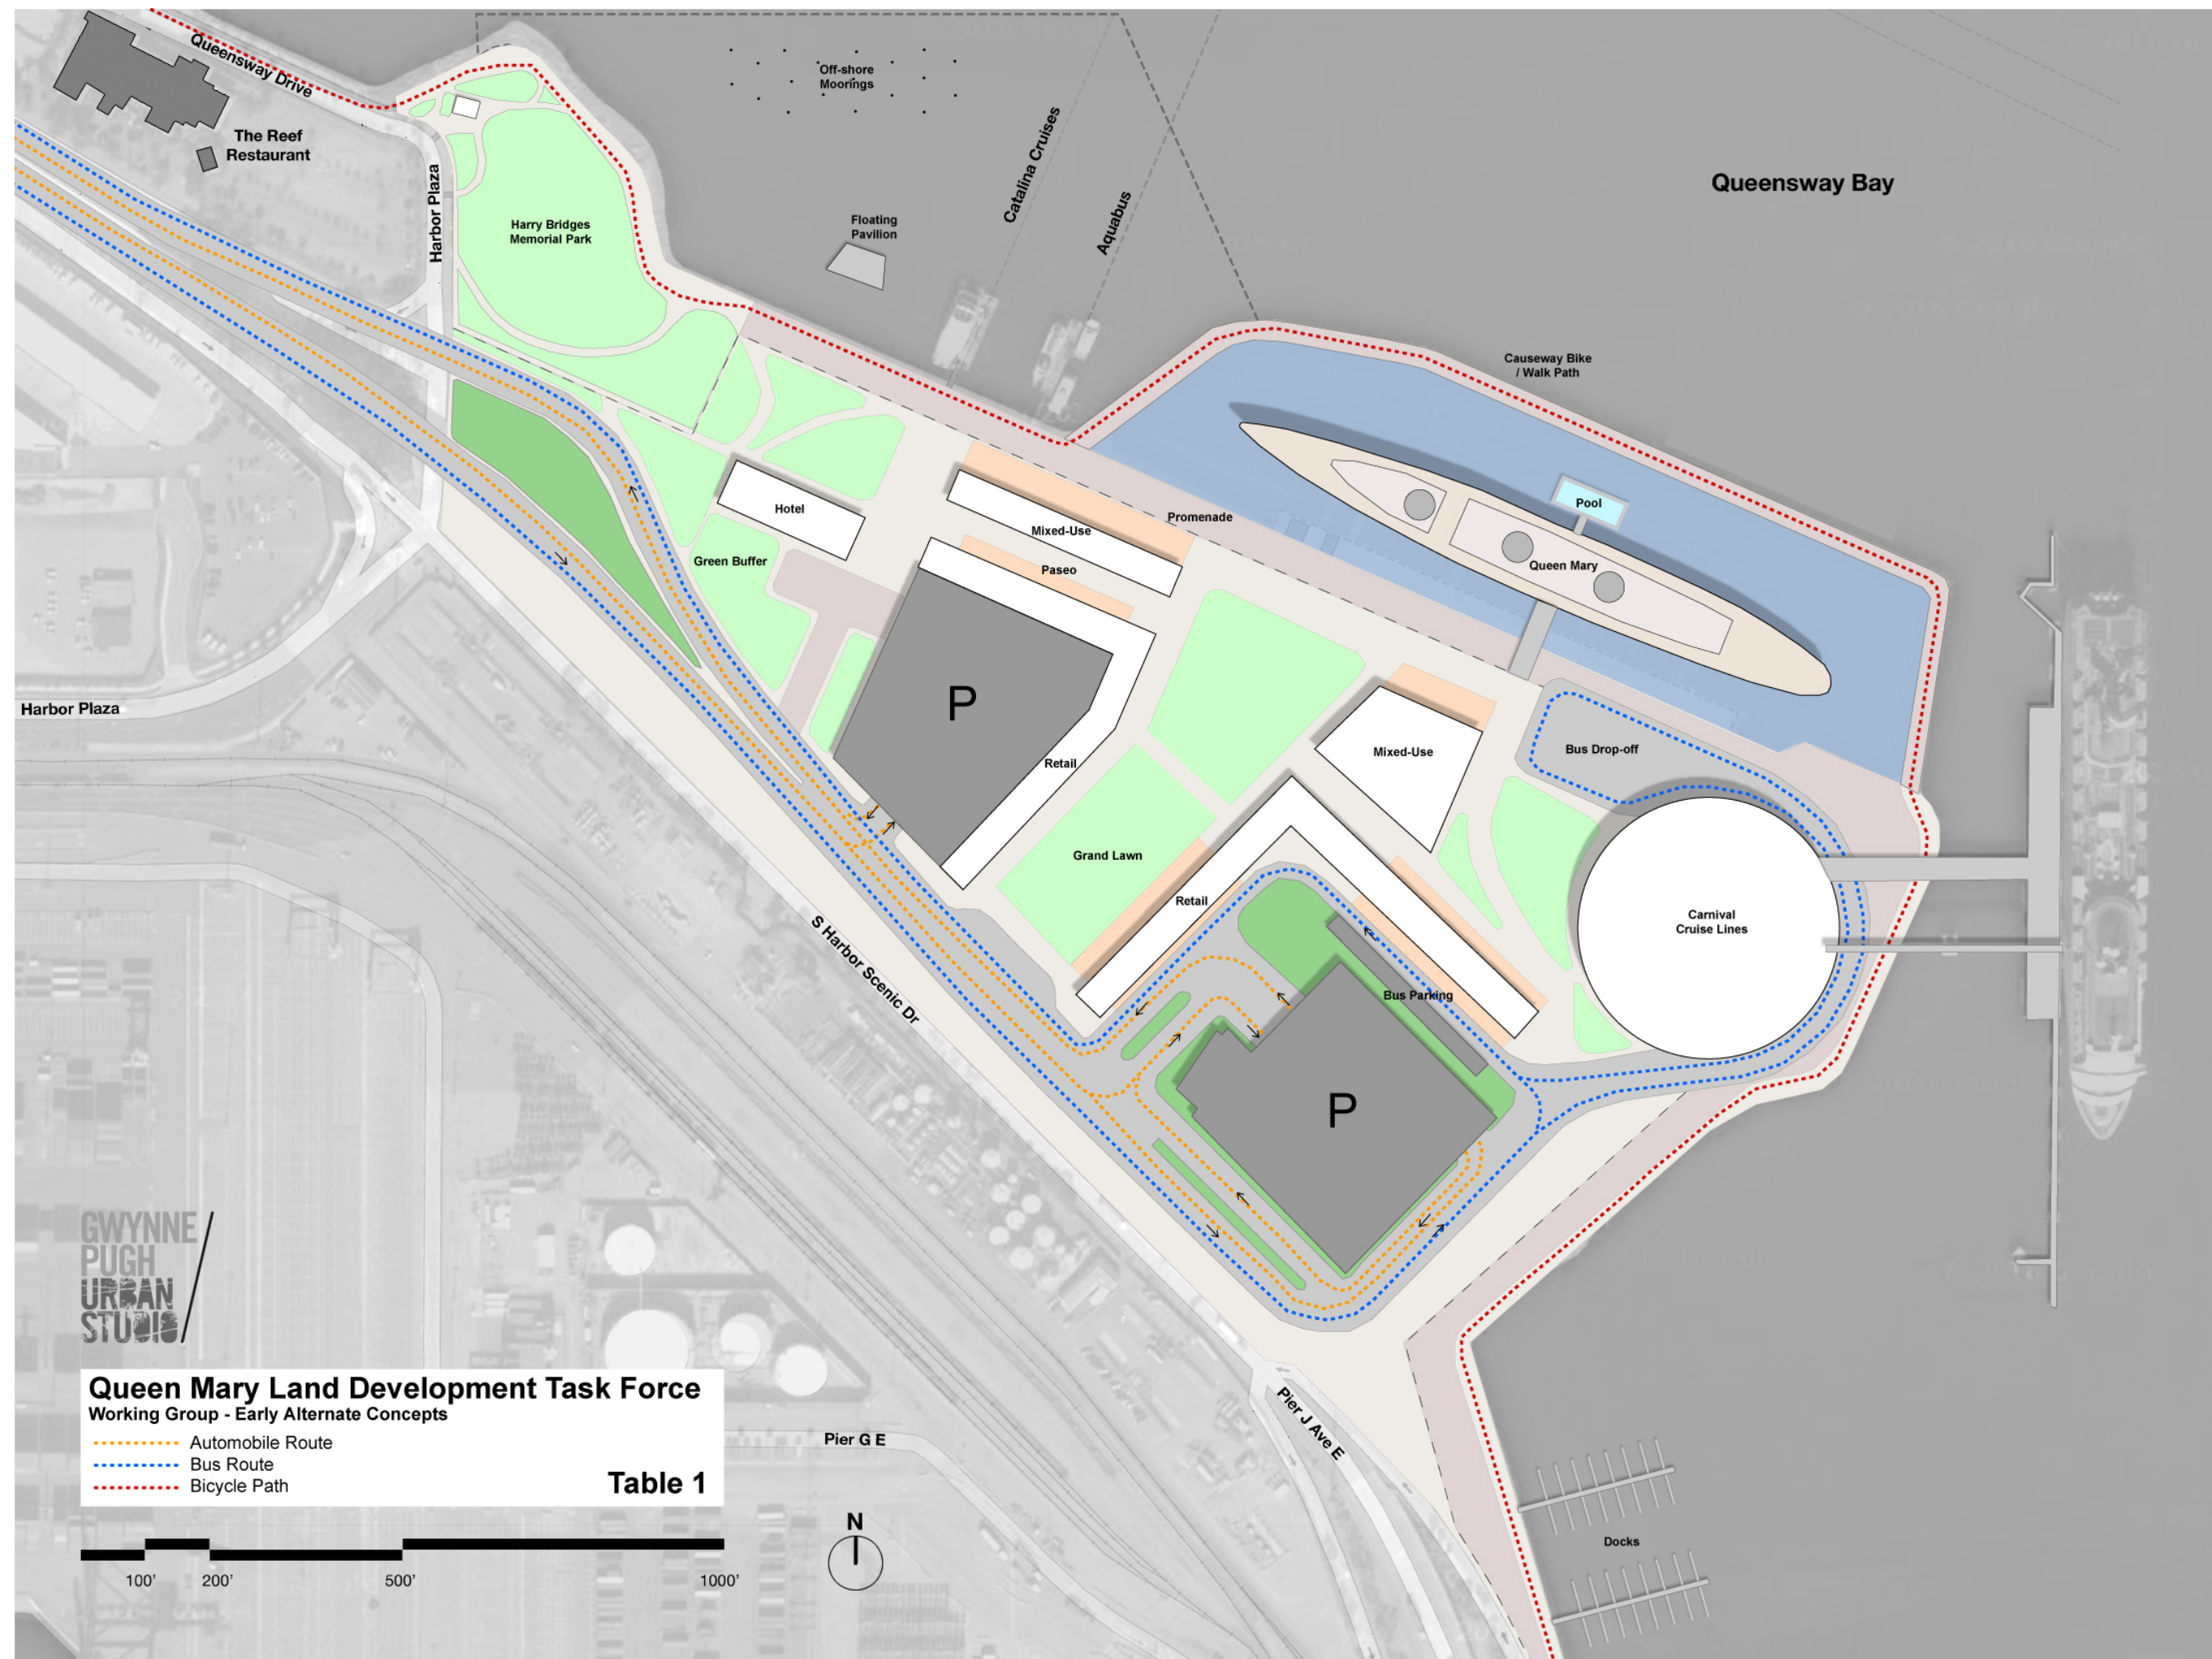 Queensway Drive
Off-shore
Moorings
Catalina Cruises
The Reef
Restaurant
Harbor Plaza
Queensway Bay
Aquabus
Harry Bridges
Memorial Park
Floating
Pavilion
Causeway Bike
/ Walk Path
Hotel
Mixed-Use
Promenade
Pool
Green Buffer
Paseo
Queen Mary
P
Harbor Plaza
Retail
Mixed-Use
Bus Drop-off
Grand Lawn
Retail
Carnival
Cruise Lines
S Harbor Scenic Dr
Bus Parking
P
GWYNNE
PUGH
URBAN
STUDIO
Queen Mary Land Development Task Force
Working Group - Early Alternate Concepts
Automobile Route
Bus Route
Bicycle Path
Table 1
Pier G E
Pier J Ave E
N
Docks
100'
200'
500'
1000'